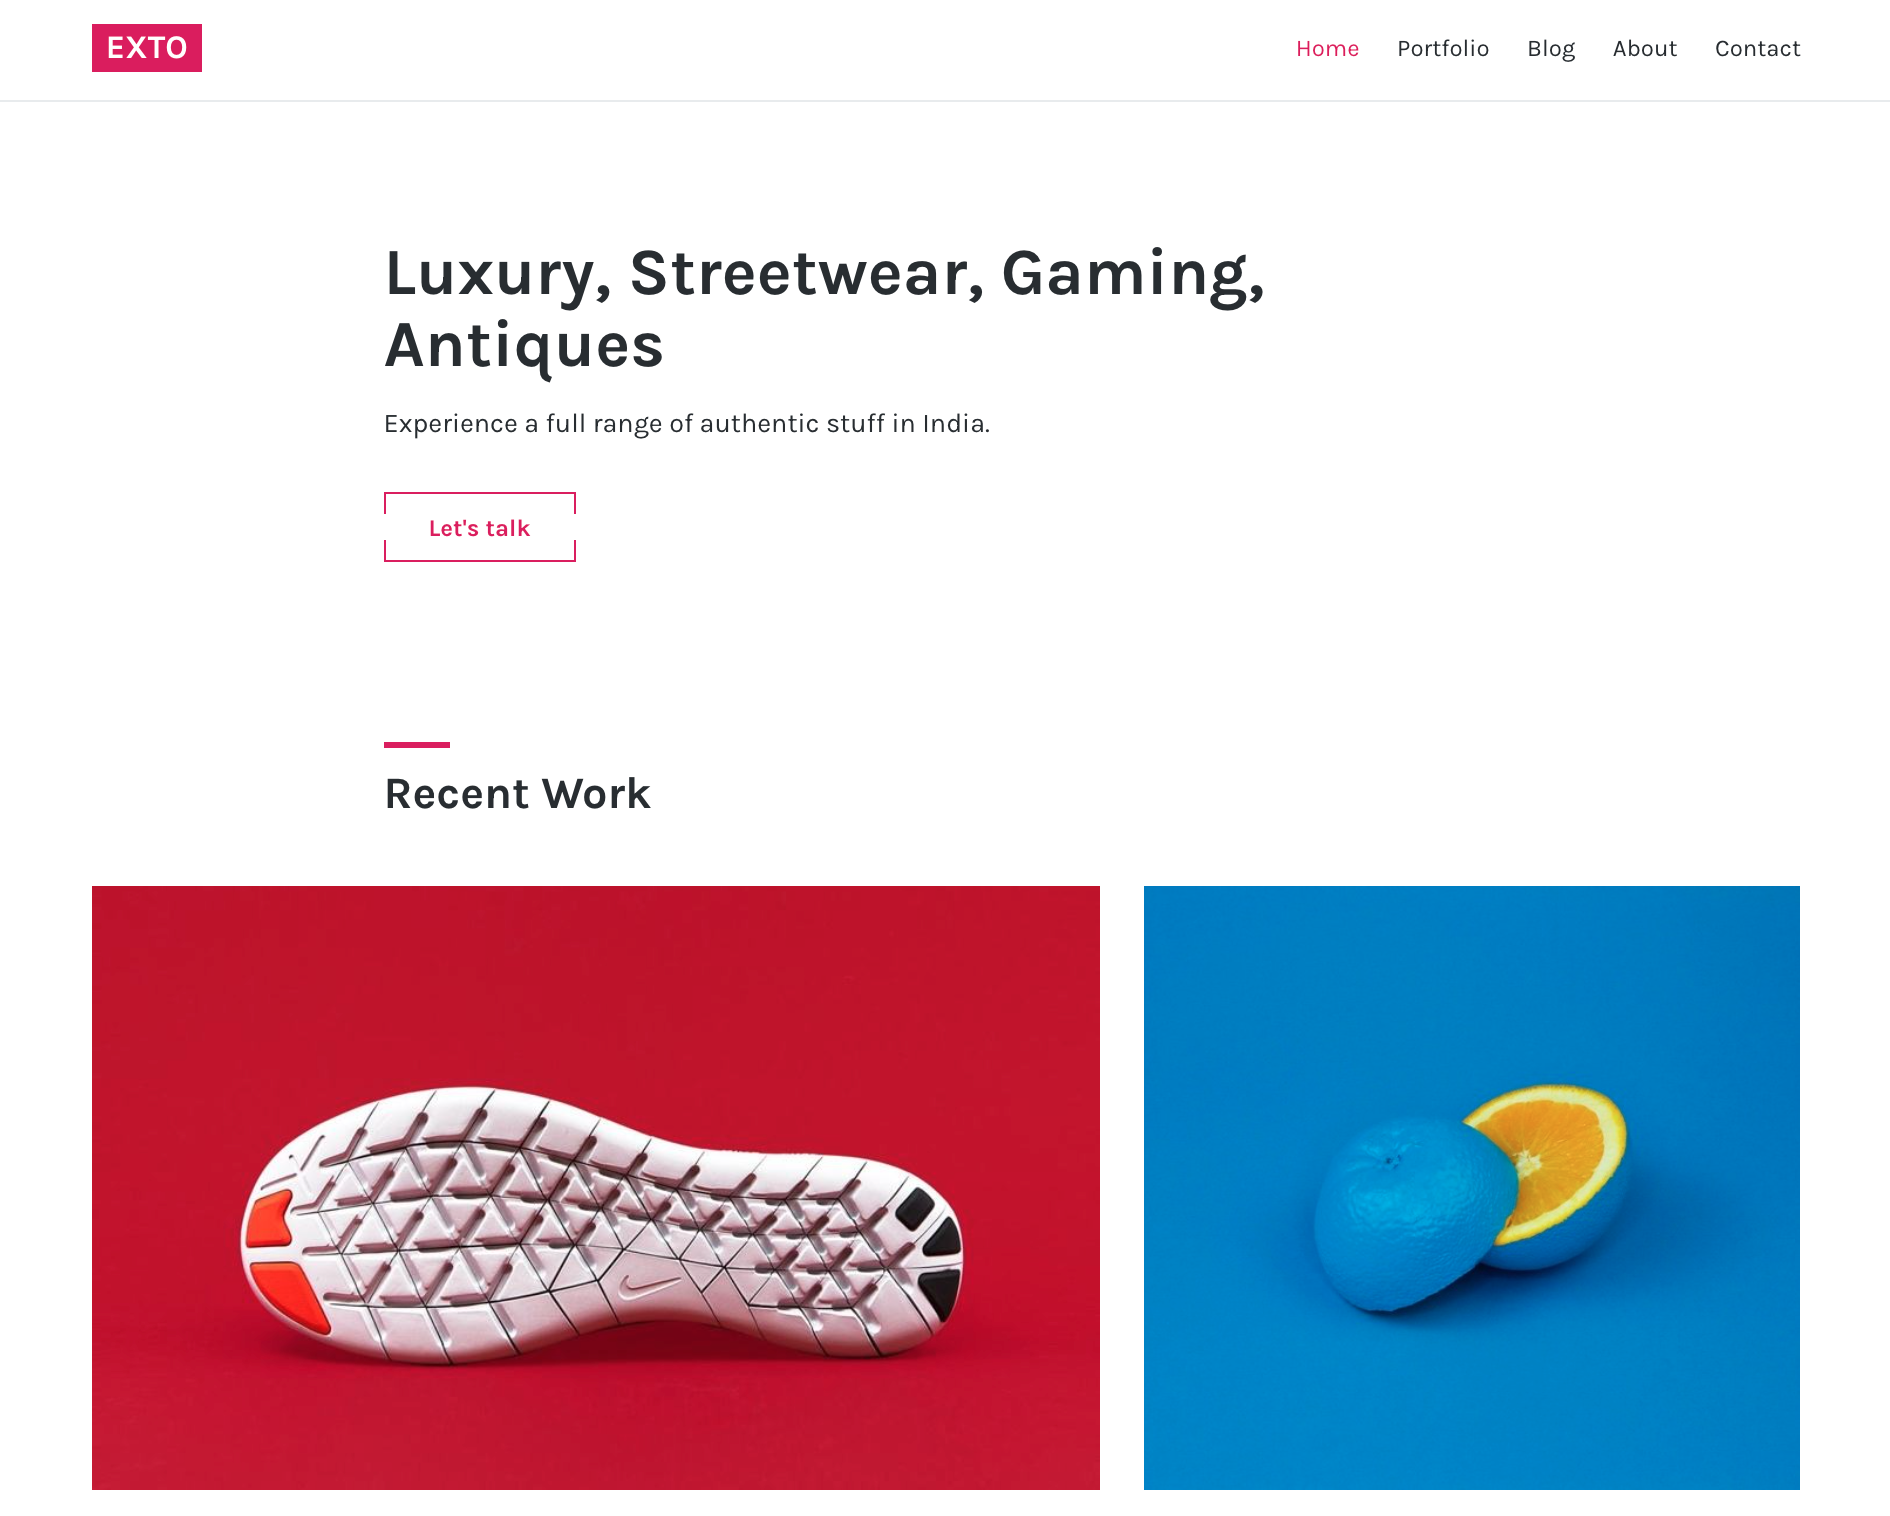 EXTO
Home Portfolio Blog About Contact
Luxury, Streetwear, Gaming,
Antiques
Experience a full range of authentic stuff in India.
Let's talk
Recent Work